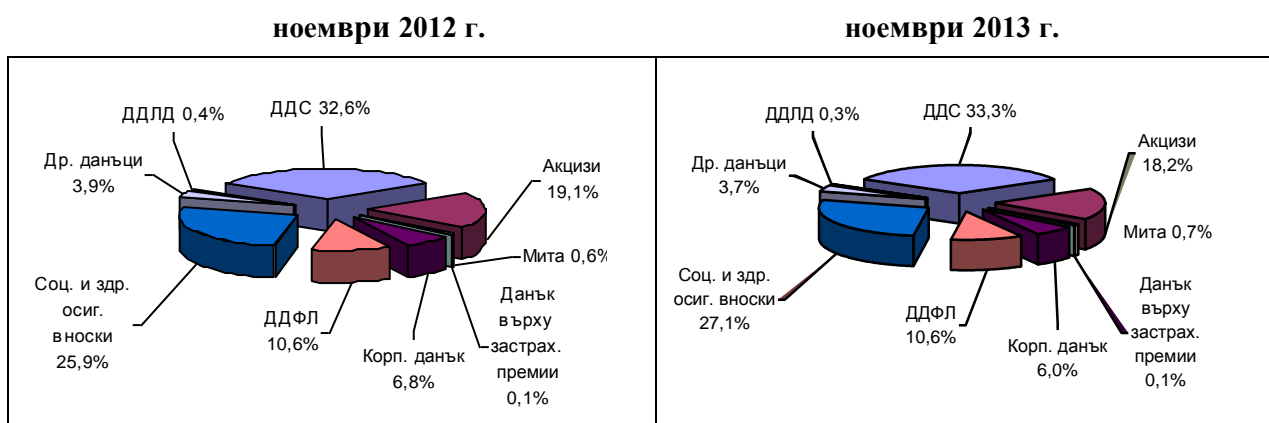 ноември 2012 г.
ноември 2013 г.
ДДЛД 0,4%
ДДС 32,6%
Др. данъци
3,9%
Акцизи
19,1%
Мита 0,6%
Соц. и здр.
осиг.
вноски
25,9%
ДДФЛ
10,6%
Корп. данък
6,8%
Данък
върху
застрах.
премии
0,1%
ДДЛД 0,3%
ДДС 33,3%
Др. данъци
3,7%
Акцизи
18,2%
Мита 0,7%
Соц. и здр.
осиг. вноски
27,1%
ДДФЛ
10,6%
Корп. данък
6,0%
Данък
върху
застрах.
премии
0,1%